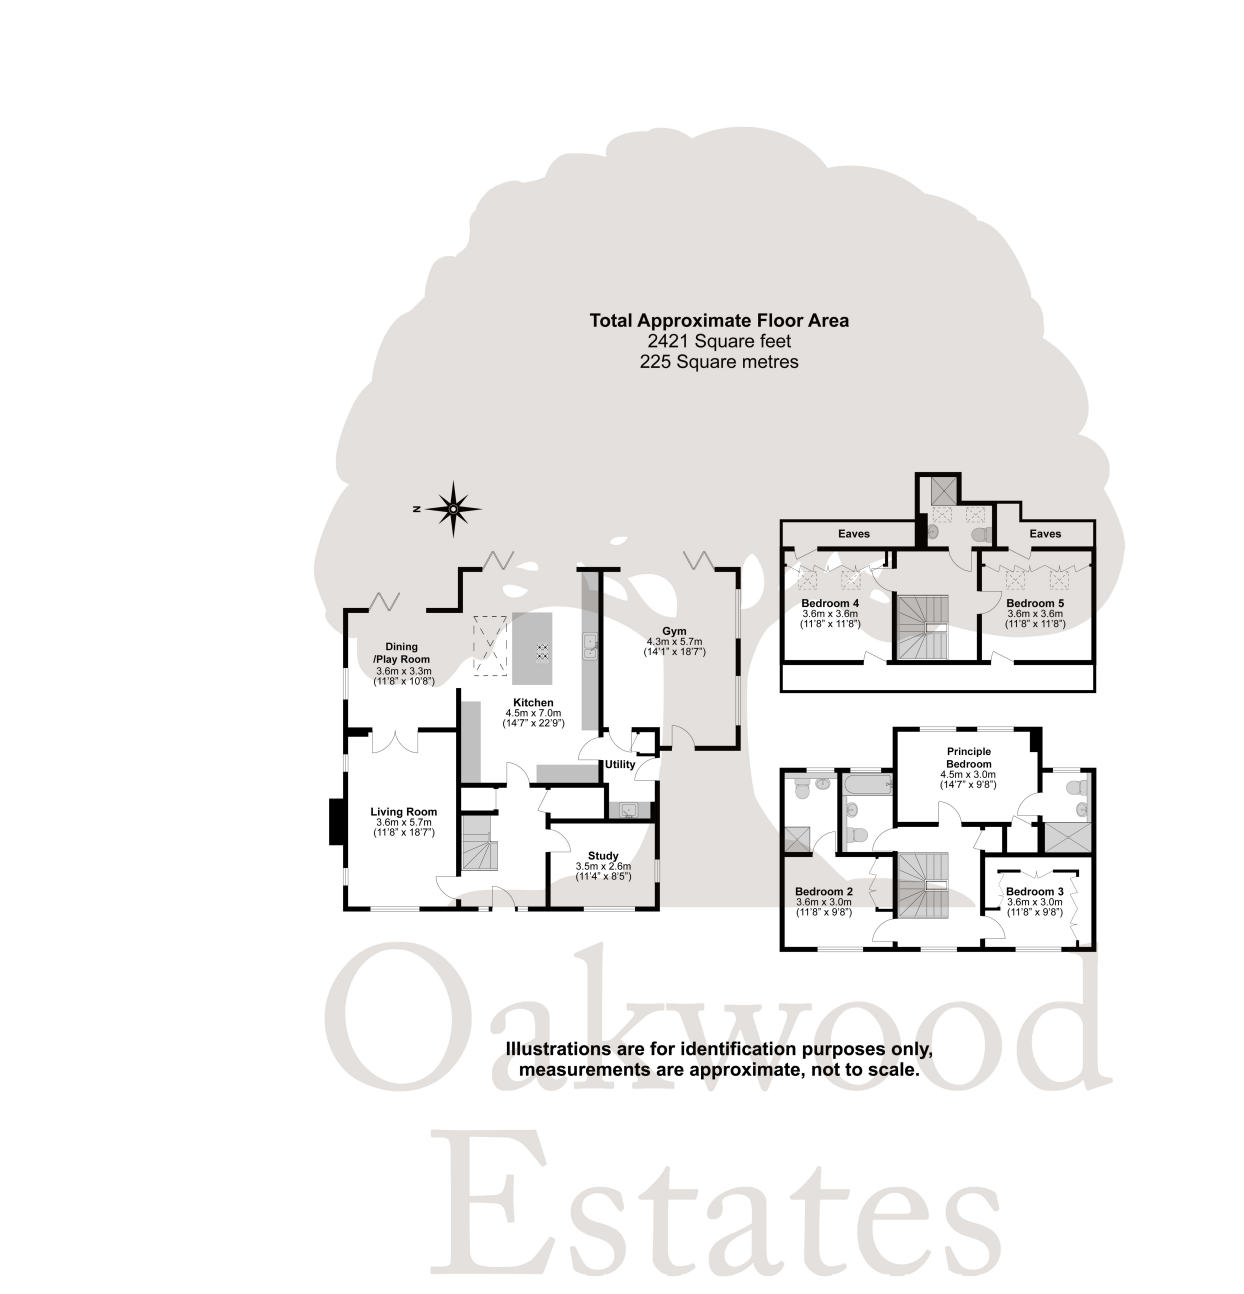 Total Approximate Floor Area
2421 Square feet
225 Square metres
N
Dining
/Play Room
3.6m x 3.3m
(11'8" x 10'8")
Kitchen
4.5m x 7.0m
(14'7" x 22'9")
Gym
4.3m x 5.7m
(14'1" x 18'7")
Utility
Living Room
3.6m x 5.7m
(11'8" x 18'7")
Study
3.5m x 2.6m
(11'4" x 8'5")
Eaves
Eaves
Bedroom 4
3.6m x 3.6m
(11'8" x 11'8")
Bedroom 5
3.6m x 3.6m
(11'8" x 11'8")
Principle
Bedroom
4.5m x 3.0m
(14'7" x 9'8")
Bedroom 2
3.6m x 3.0m
(11'8" x 9'8")
Bedroom 3
3.6m x 3.0m
(11'8" x 9'8")
Oakwood
Illustrations are for identification purposes only,
measurements are approximate, not to scale.
Estates